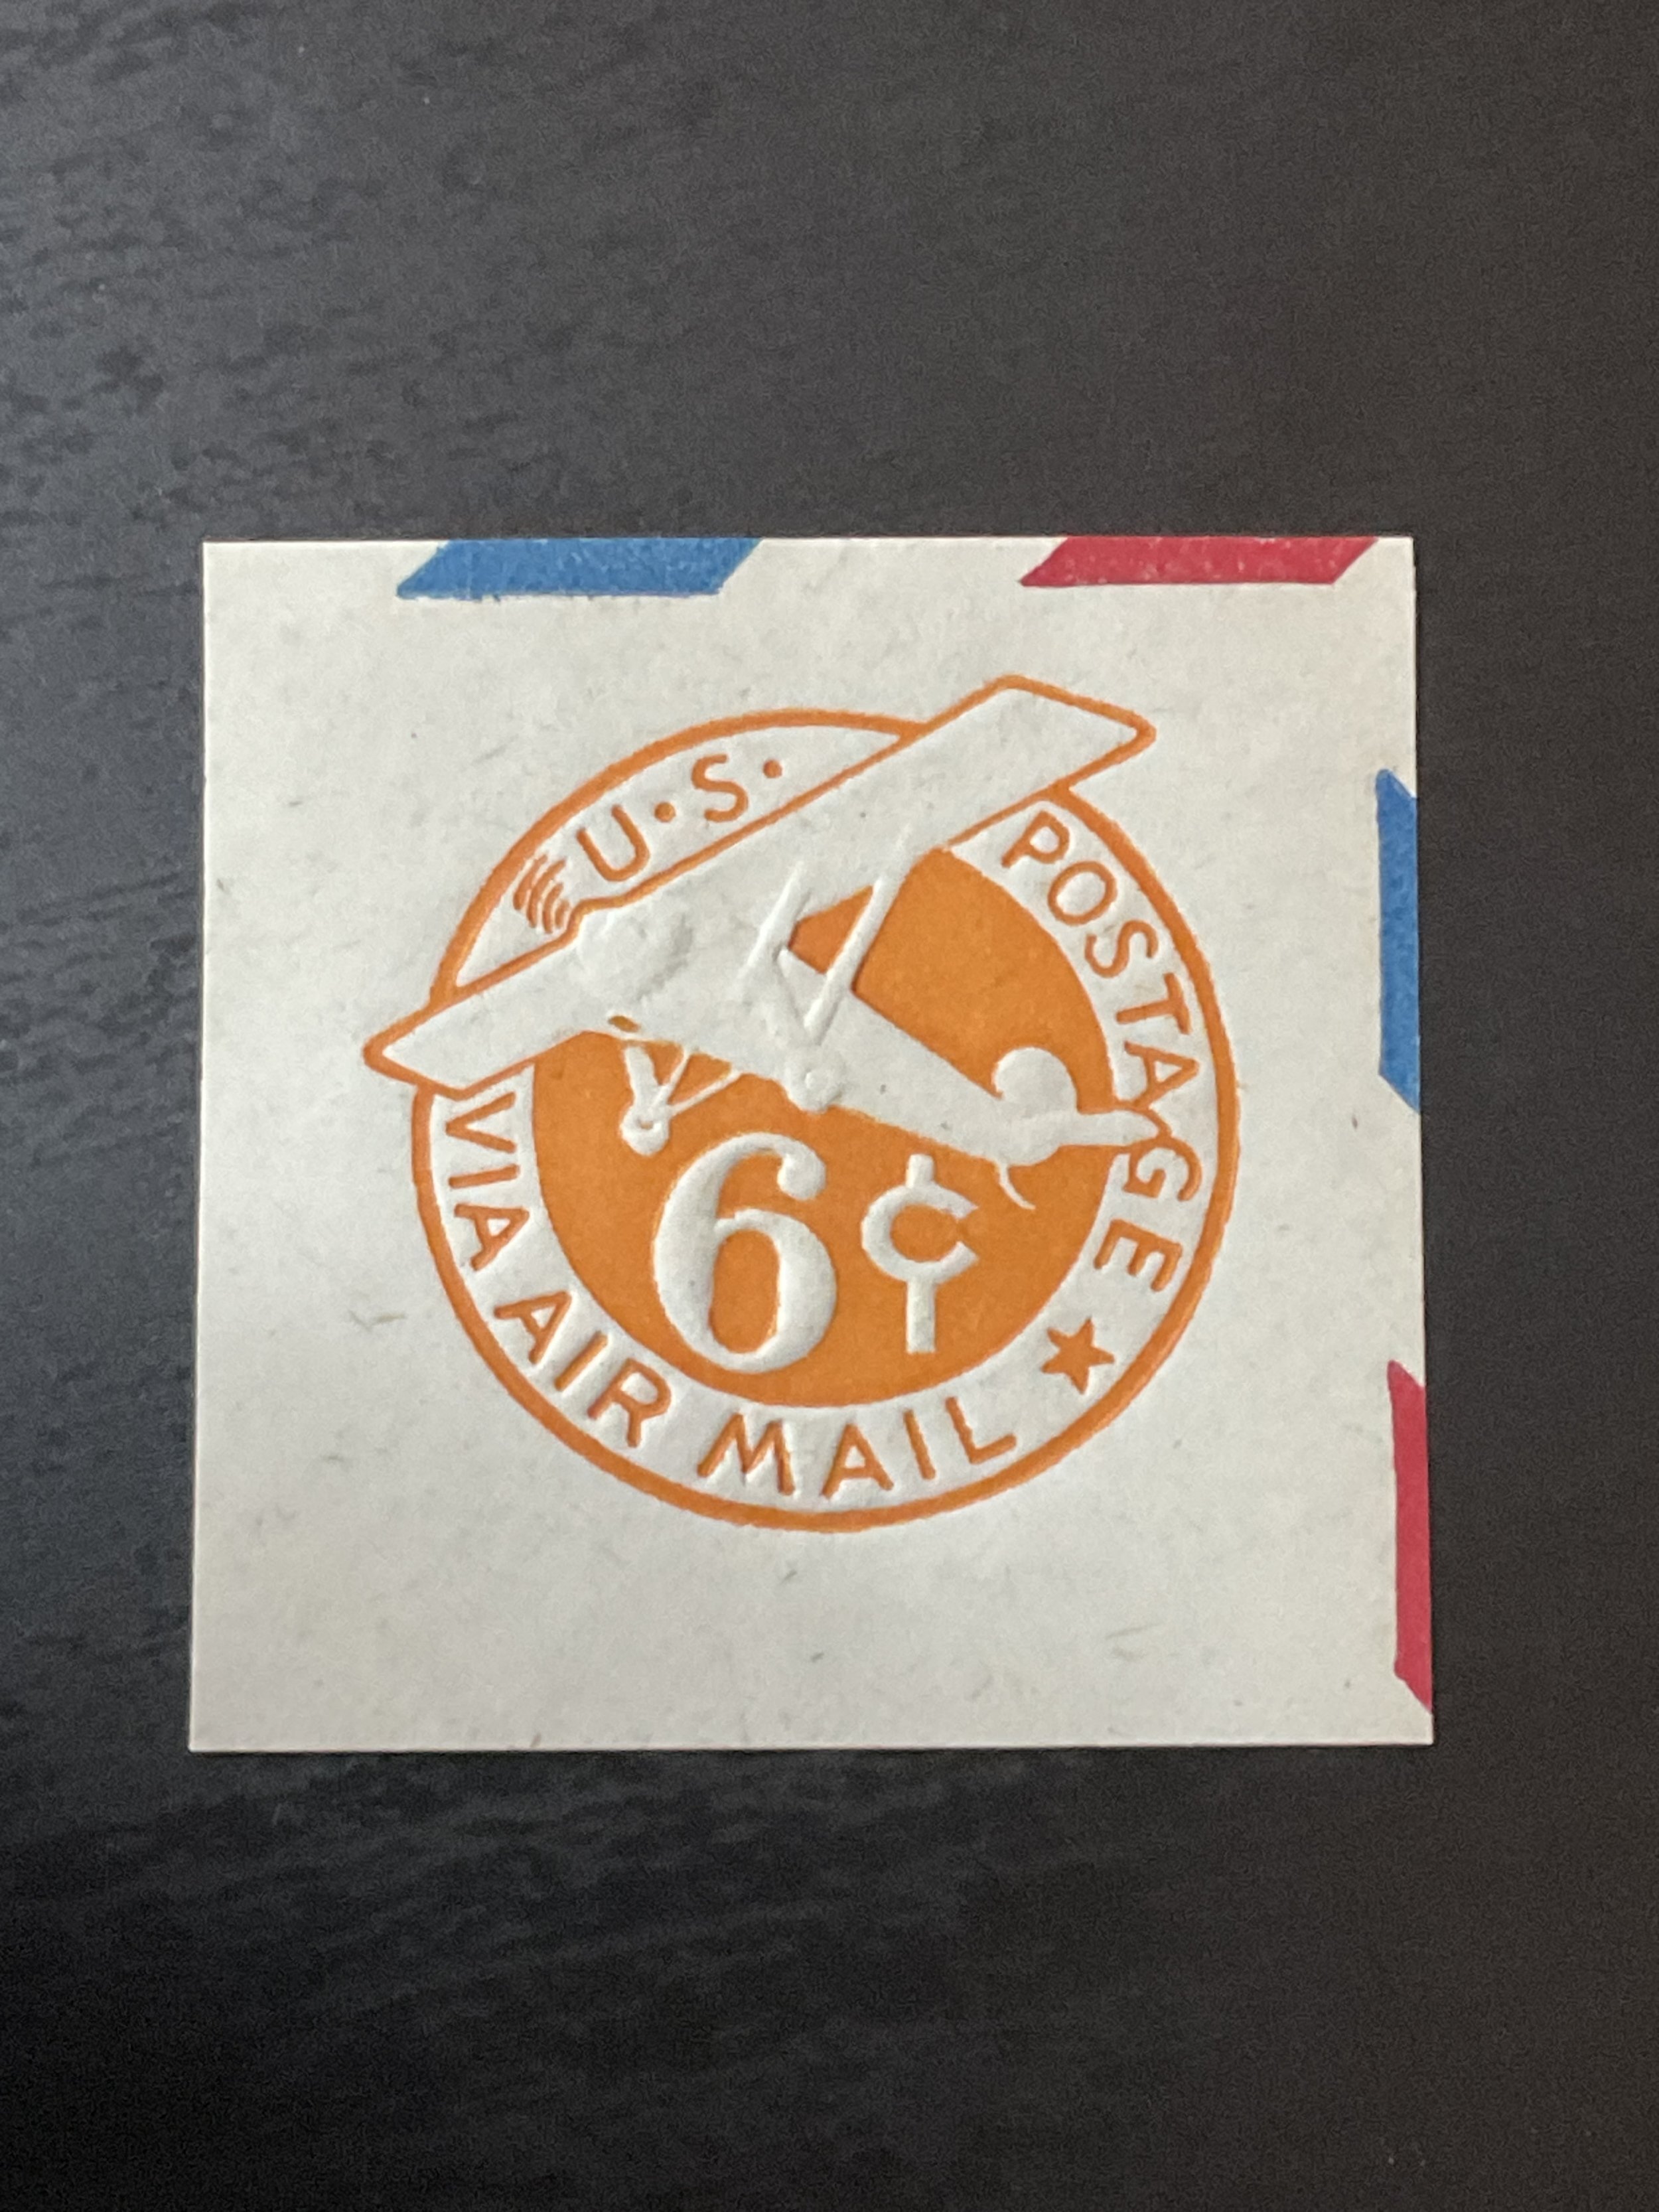 U·S· POSTAGE
6¢
VIA AIR MAIL